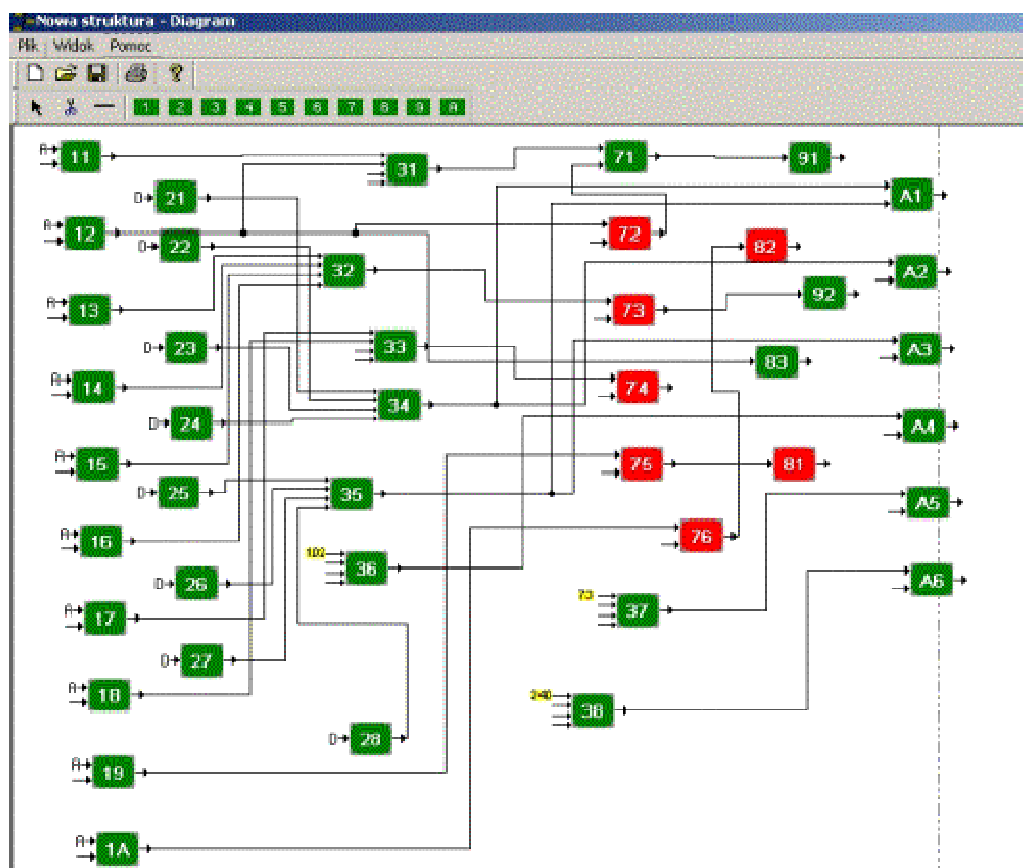 Nowa struktura - Diagram
Plik Widok Pomoc
?
1 2 3 4 5 6 7 8 9 A
A 11
31
71
91
D 21
A1
A 12
D 22
72
82
32
A2
A 13
73
92
D 23
33
83
A3
A 14
34
74
D 24
A4
A 15
75
81
D 25
35
A5
A 16
76
102
36
D 26
A6
A 17
73
37
D 27
A 18
240
38
D 28
A 19
A 1A